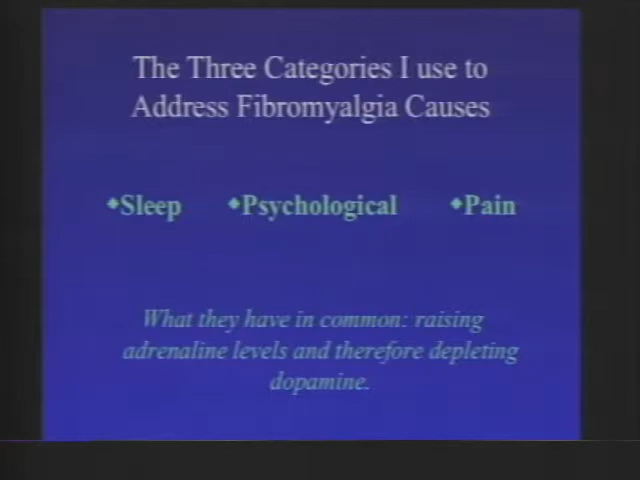 The Three Categories I use to
Address Fibromyalgia Causes
◆Sleep ◆Psychological ◆Pain
What they have in common: raising
adrenaline levels and therefore depleting
dopamine.